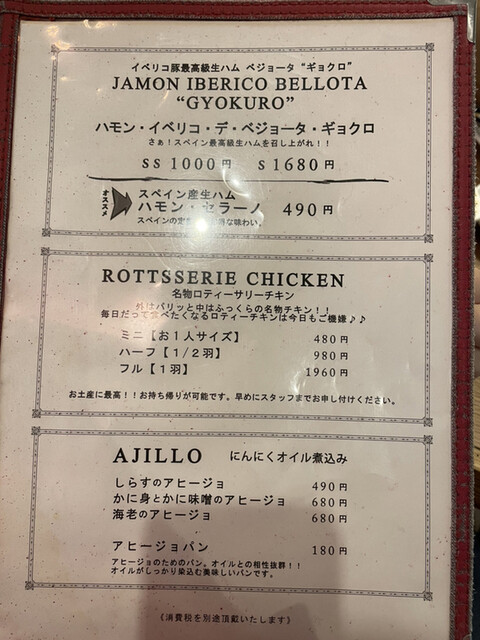 イベリコ豚最高級生ハム ベジョータ“ギョクロ”
JAMON IBERICO BELLOTA
“GYOKURO”
ハモン・イベリコ・デ・ベジョータ・ギョクロ
さぁ！スペイン最高級生ハムを召し上がれ！！
SS 1000円 S 1680円
オススメ
スペイン産生ハム
ハモン・セラーノ 490円
スペインの味わい。
ROTTSSERIE CHICKEN
名物ロティーサリーチキン
外はパリッと中はふっくらの名物チキン！！
毎日だって食べたくなるロティーチキンは今日もご機嫌♪♪
ミニ【お1人サイズ】 480円
ハーフ【1/2羽】 980円
フル【1羽】 1960円
お土産に最高！！お持ち帰りが可能です。早めにスタッフまでお申し付けください。
AJILLO にんにくオイル煮込み
しらすのアヒージョ 490円
かに身とかに味噌のアヒージョ 680円
海老のアヒージョ 680円
アヒージョパン 180円
アヒージョのためのパン。オイルとの相性抜群！！
オイルがしっかり染込む美味しいパンです。
《消費税を別途頂戴いたします》